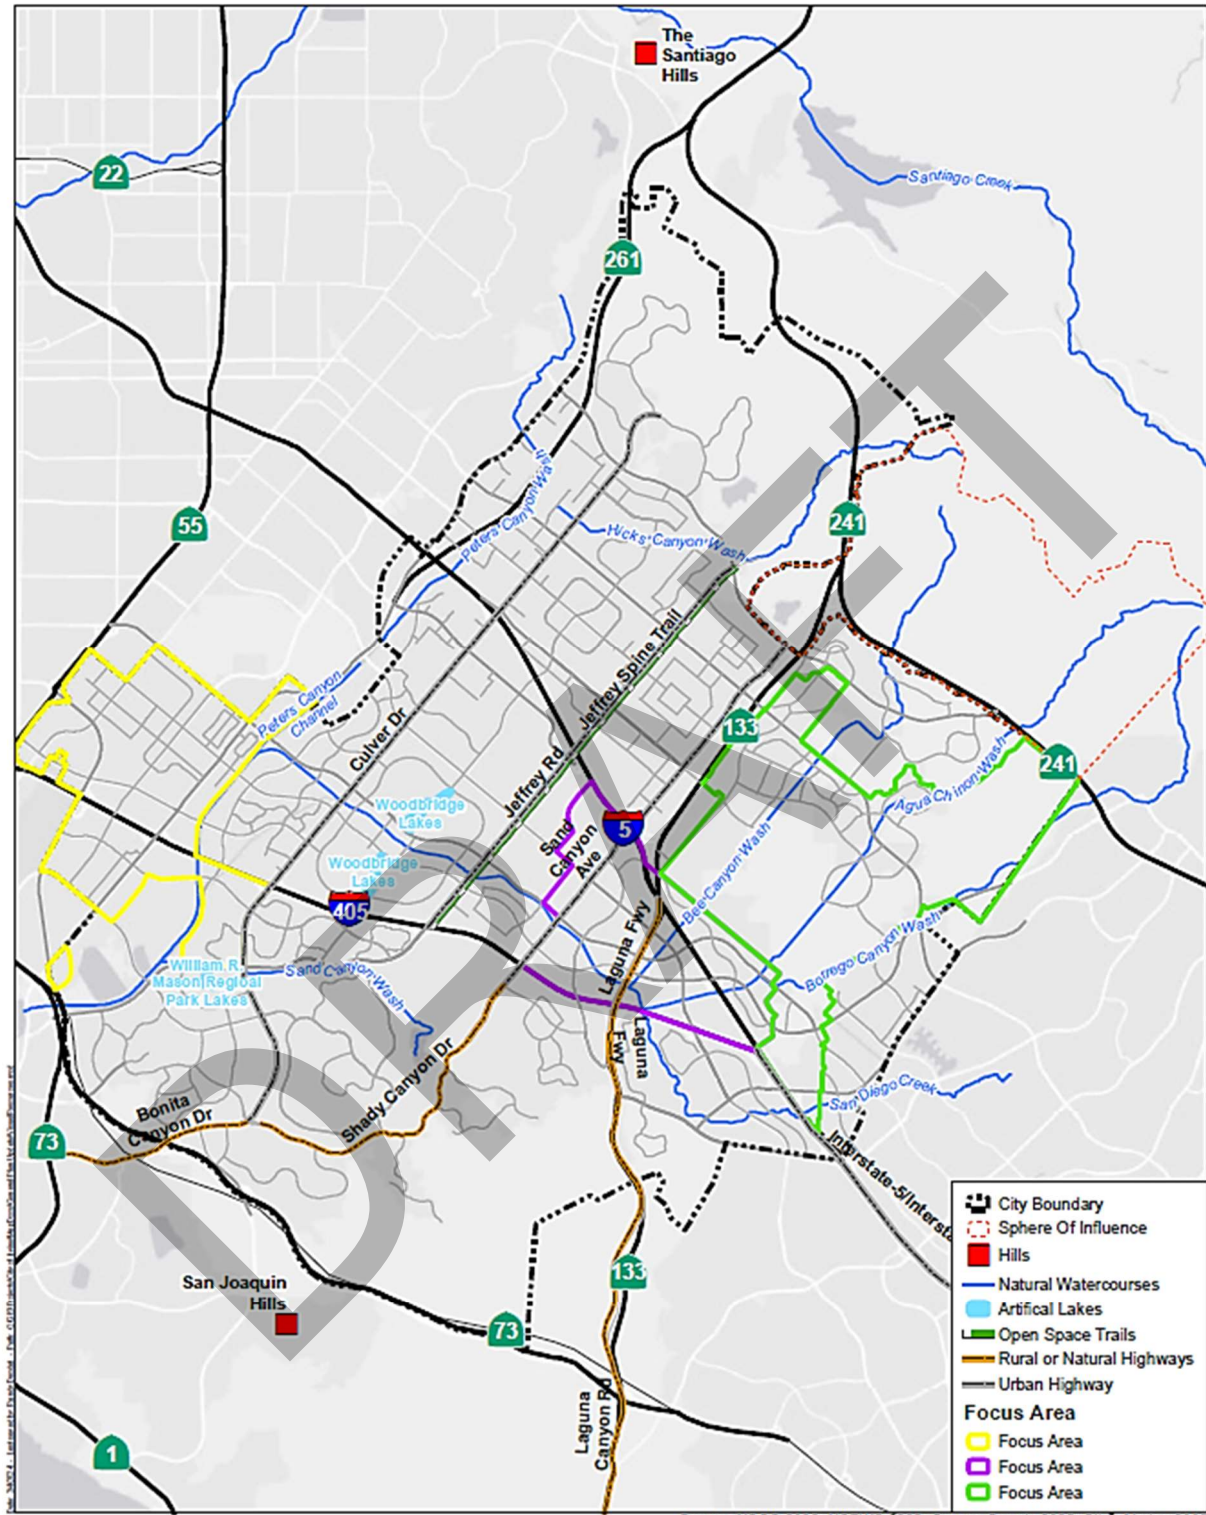 The
Santiago
Hills
22
Santiago Creek
261
55
Peters Canyon Wash
Hicks Canyon Wash
241
Peters Canyon
Channel
Culver Dr
Jeffrey Spine Trail
Jeffrey Rd
133
241
Agua Chinon Wash
Woodbridge
Lakes
Sand
Canyon
Ave
5
Woodbridge
Lakes
Bee Canyon Wash
405
Laguna Fwy
Borrego Canyon Wash
William R.
Mason Regional
Park Lakes
Sand Canyon Wash
Laguna
Fwy
San Diego Creek
Shady Canyon Dr
Bonita
Canyon Dr
73
Interstate-5/Intersta
San Joaquin
Hills
133
73
Laguna
Canyon Rd
1
DRAFT
City Boundary
Sphere Of Influence
Hills
Natural Watercourses
Artifical Lakes
Open Space Trails
Rural or Natural Highways
Urban Highway
Focus Area
Focus Area
Focus Area
Focus Area